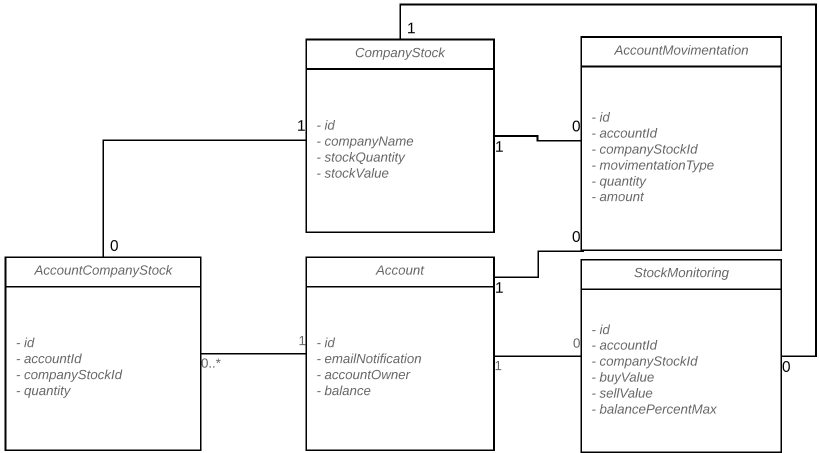 1
CompanyStock
- id
- companyName
- stockQuantity
- stockValue
1
1
AccountMovimentation
- id
- accountId
- companyStockId
- movimentationType
- quantity
- amount
0
0
0
AccountCompanyStock
- id
- accountId
- companyStockId
- quantity
0..*
Account
- id
- emailNotification
- accountOwner
- balance
1
1
1
StockMonitoring
- id
- accountId
- companyStockId
- buyValue
- sellValue
- balancePercentMax
0
0